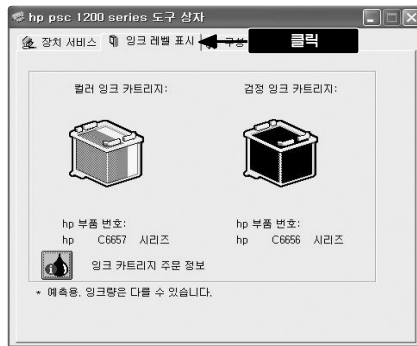 hp psc 1200 series 도구 상자
장치 서비스 잉크 레벨 표시 구성 클릭
컬러 잉크 카트리지: 검정 잉크 카트리지:
hp 부품 번호: hp 부품 번호:
hp C6657 시리즈 hp C6656 시리즈
잉크 카트리지 주문 정보
* 예측용. 잉크량은 다를 수 있습니다.